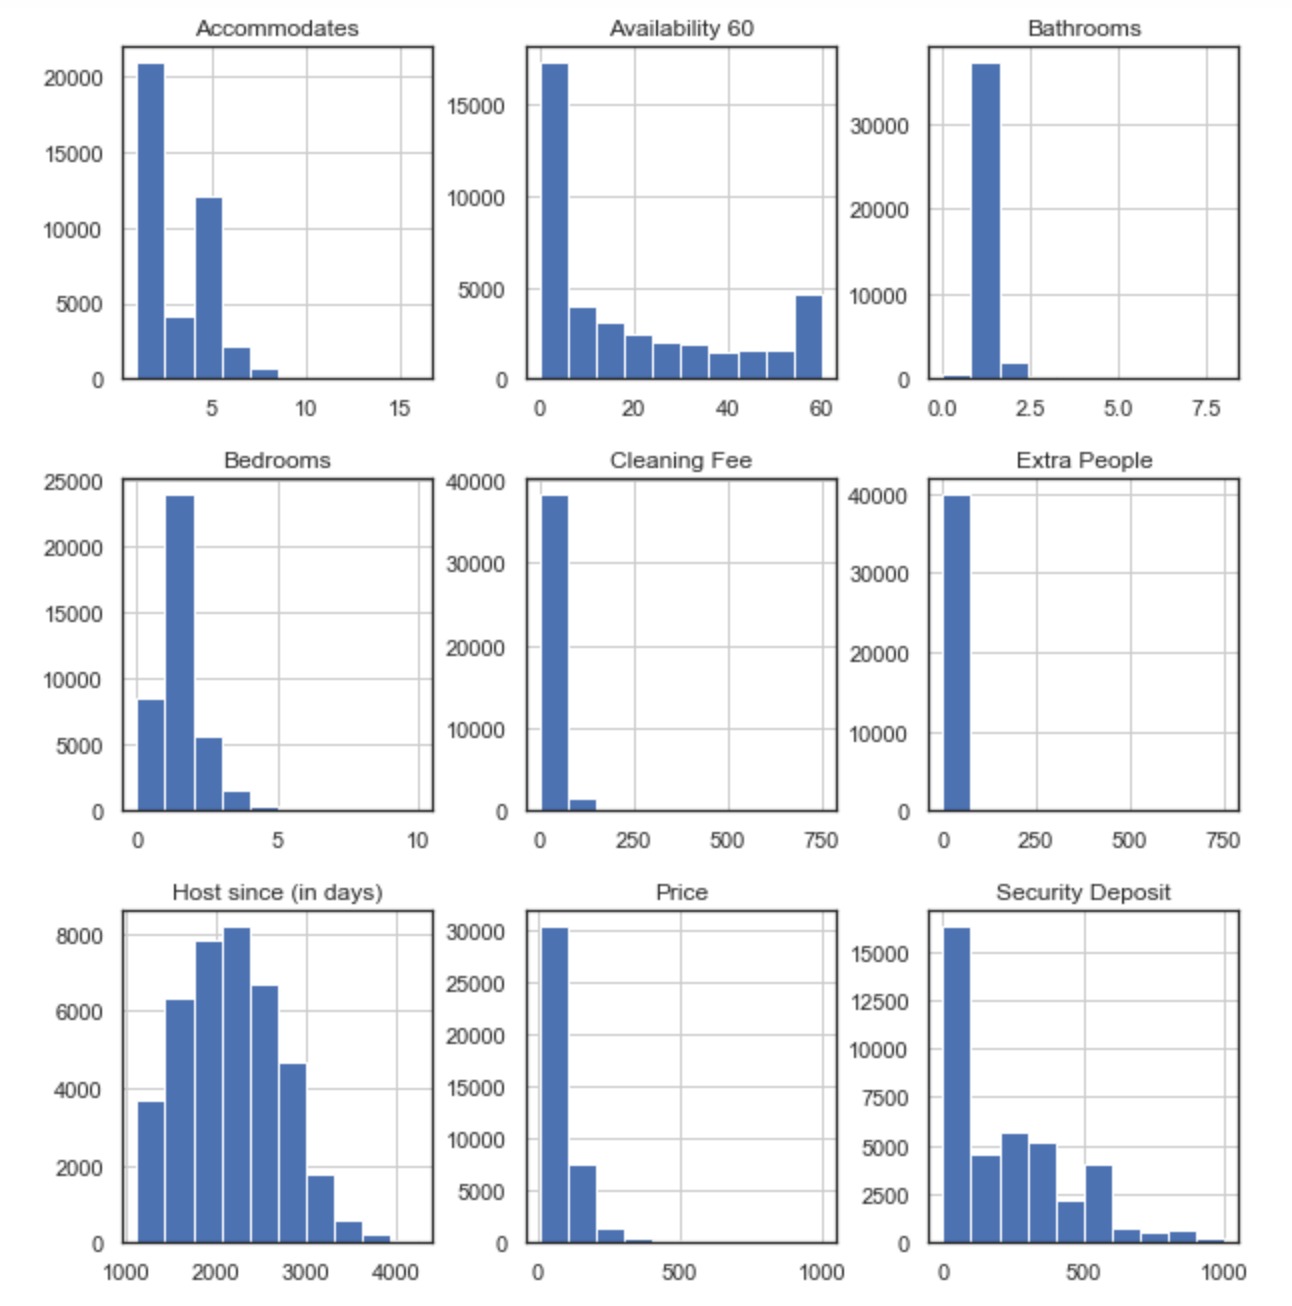 Accommodates
20000
15000
10000
5000
0
5 10 15
Availability 60
15000
10000
5000
0
0 20 40 60
Bathrooms
30000
20000
10000
0
0.0 2.5 5.0 7.5
Bedrooms
25000
20000
15000
10000
5000
0
0 5 10
Cleaning Fee
40000
30000
20000
10000
0
0 250 500 750
Extra People
40000
30000
20000
10000
0
0 250 500 750
Host since (in days)
8000
6000
4000
2000
0
1000 2000 3000 4000
Price
30000
25000
20000
15000
10000
5000
0
0 500 1000
Security Deposit
15000
12500
10000
7500
5000
2500
0
0 500 1000